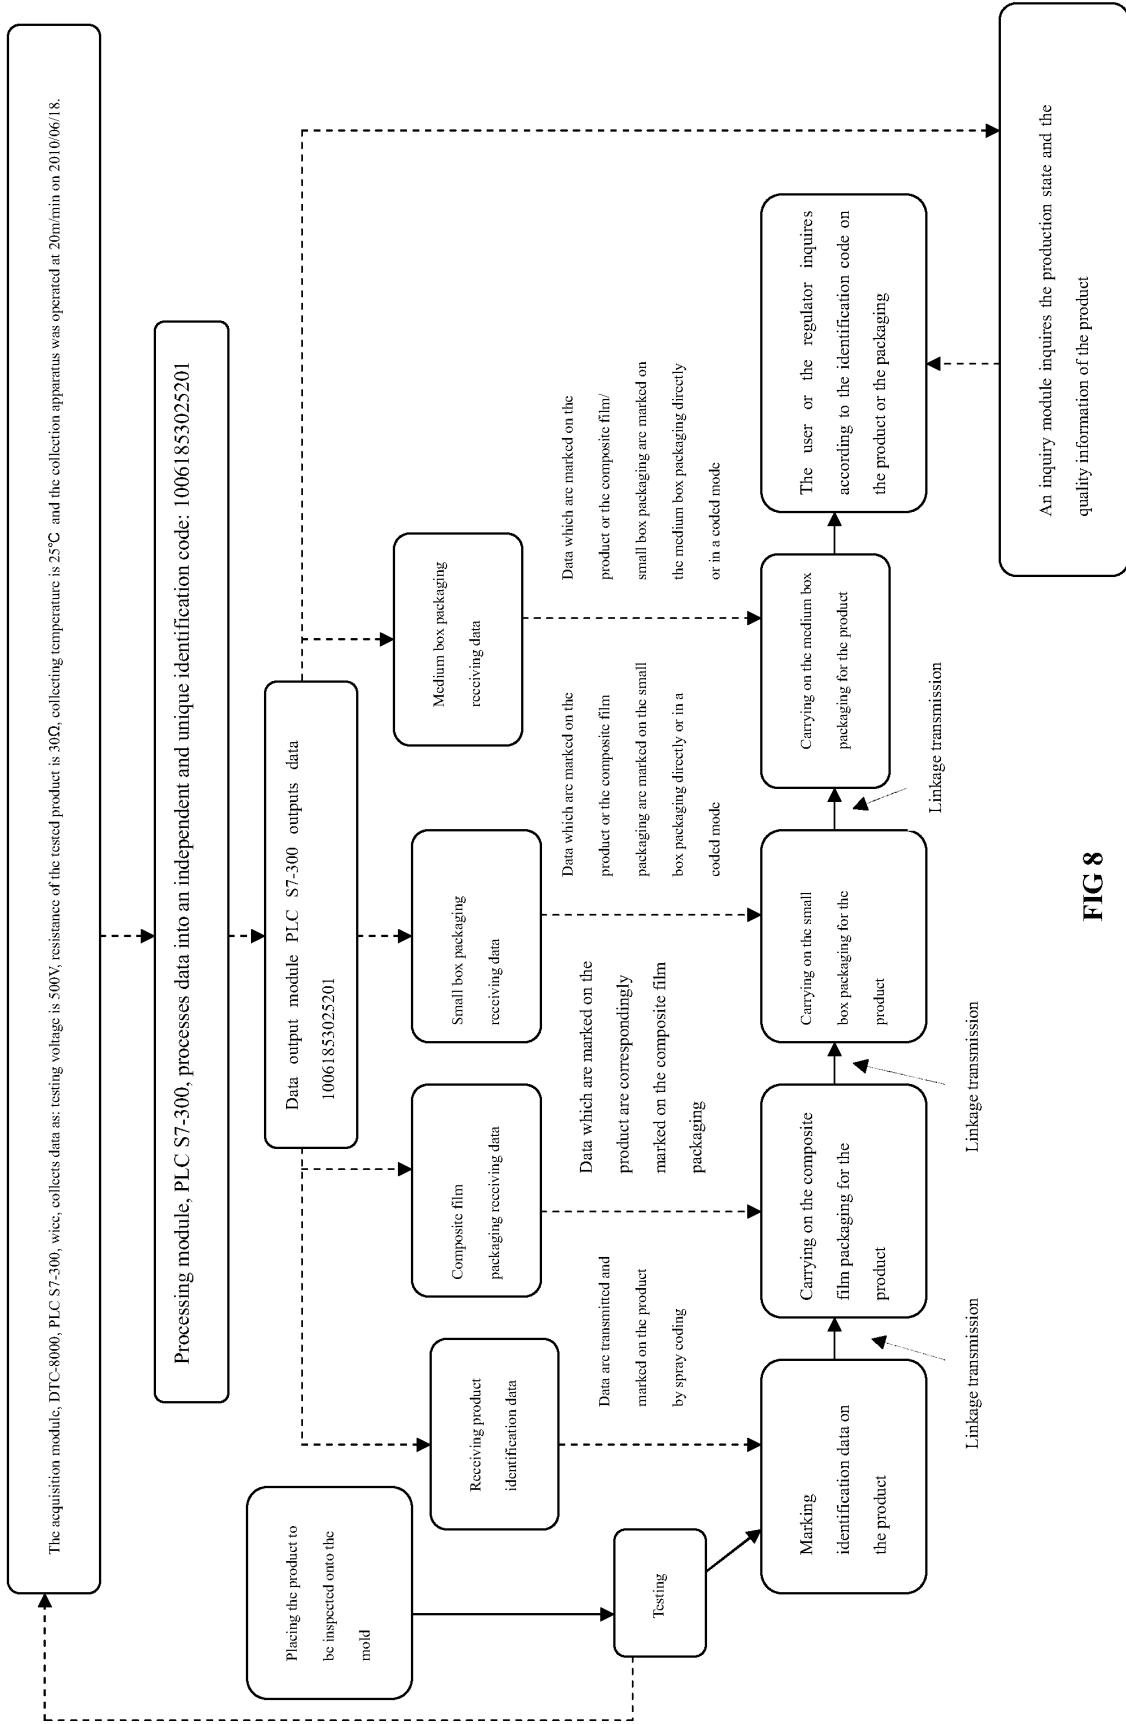 The acquisition module, DTC-8000, PLC S7-300, wicc, collects data as: testing voltage is 500V, resistance of the tested product is 30Ω, collecting temperature is 25℃ and the collection apparatus was operated at 20m/min on 2010/06/18.
Processing module, PLC S7-300, processes data into an independent and unique identification code: 10061853025201
Data output module PLC S7-300 outputs data
10061853025201
Receiving product
identification data
Composite film
packaging receiving data
Small box packaging
receiving data
Medium box packaging
receiving data
Placing the product to
be inspected onto the
mold
Testing
Data are transmitted and
marked on the product
by spray coding
Data which are marked on the
product are correspondingly
marked on the composite film
packaging
Data which are marked on the
product or the composite film
packaging are marked on the small
box packaging directly or in a
coded mode
Data which are marked on the
product or the composite film/
small box packaging are marked on
the medium box packaging directly
or in a coded mode
Marking
identification data on
the product
Carrying on the composite
film packaging for the
product
Carrying on the small
box packaging for the
product
Carrying on the medium box
packaging for the product
The user or the regulator inquires
according to the identification code on
the product or the packaging
Linkage transmission
Linkage transmission
Linkage transmission
An inquiry module inquires the production state and the
quality information of the product
FIG 8